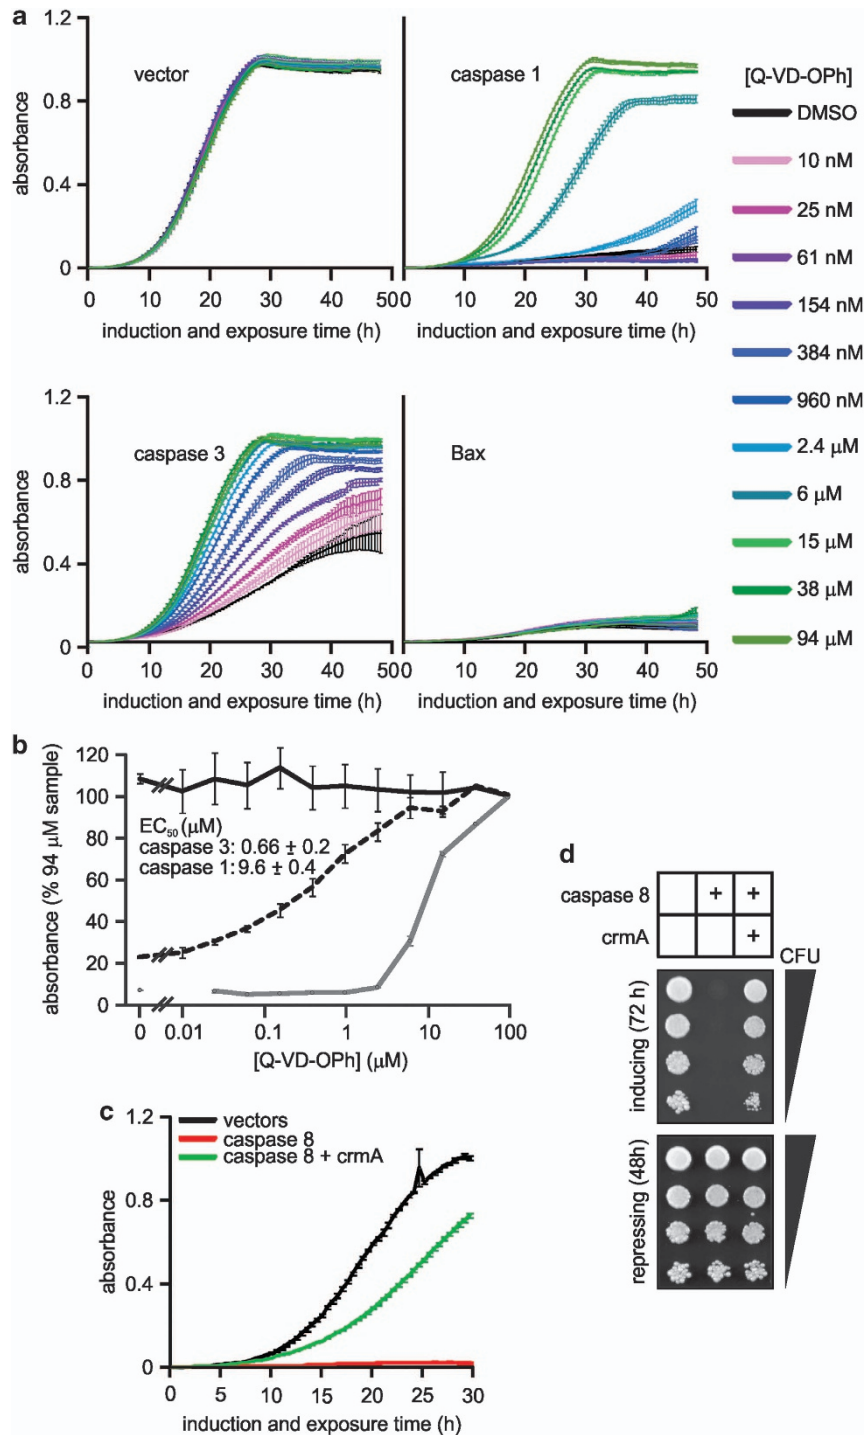 a
vector
caspase 1
absorbance
1.2
0.8
0.4
0
0 10 20 30 40 50
0 10 20 30 40 50
induction and exposure time (h)
induction and exposure time (h)
[Q-VD-OPh]
DMSO
10 nM
25 nM
61 nM
154 nM
384 nM
960 nM
2.4 μM
6 μM
15 μM
38 μM
94 μM
caspase 3
Bax
absorbance
1.2
0.8
0.4
0
0 10 20 30 40 50
0 10 20 30 40 50
induction and exposure time (h)
induction and exposure time (h)
b
absorbance (% 94 μM sample)
120
100
80
60
40
20
0
EC50 (μM)
caspase 3: 0.66 ± 0.2
caspase 1: 9.6 ± 0.4
0 0.01 0.1 1 10 100
[Q-VD-OPh] (μM)
c
vectors
caspase 8
caspase 8 + crmA
absorbance
1.2
0.8
0.4
0
0 5 10 15 20 25 30
induction and exposure time (h)
d
caspase 8 + +
crmA +
CFU
inducing (72 h)
repressing (48h)